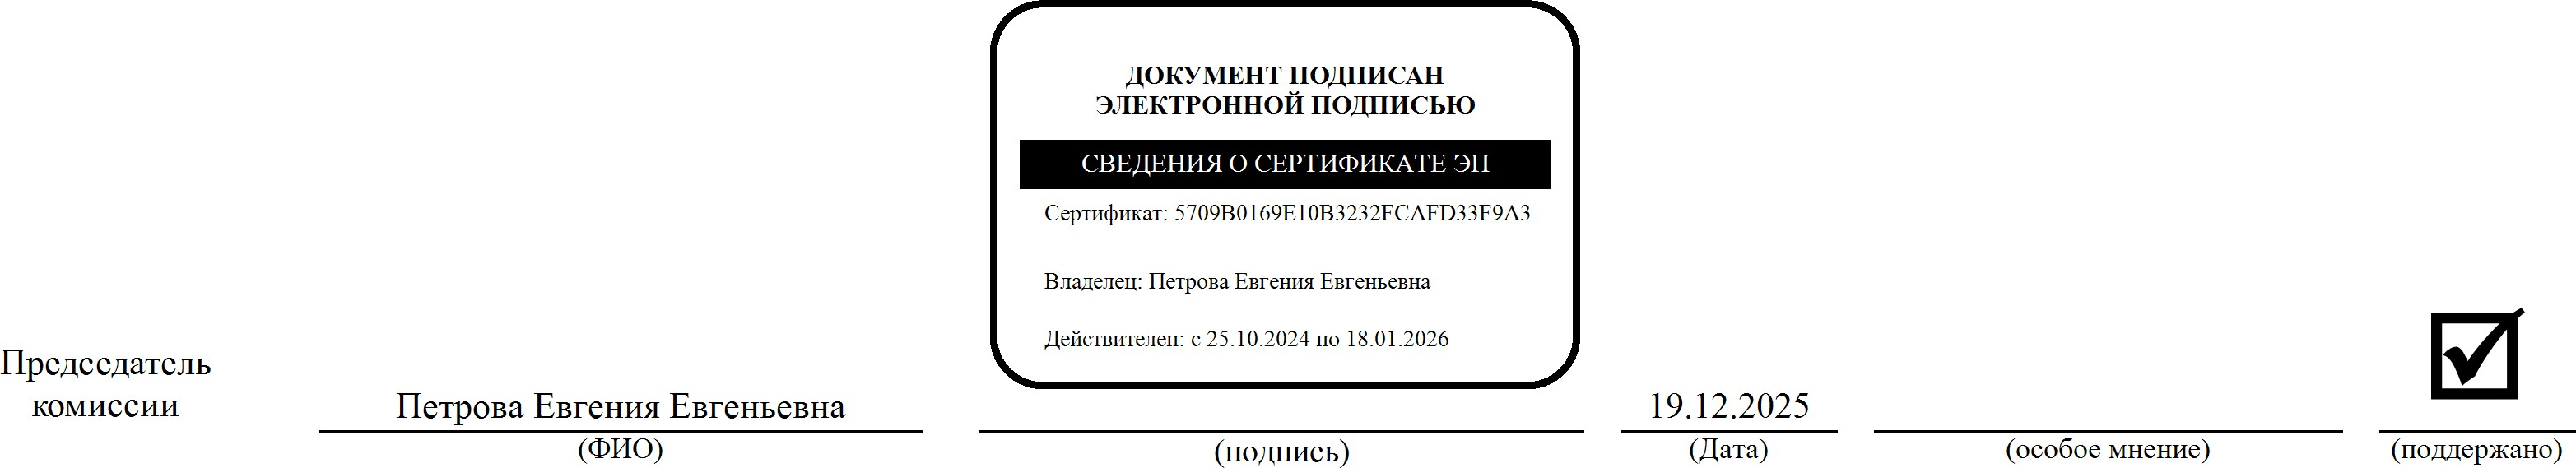 ДОКУМЕНТ ПОДПИСАН
ЭЛЕКТРОННОЙ ПОДПИСЬЮ
СВЕДЕНИЯ О СЕРТИФИКАТЕ ЭП
Сертификат: 5709B0169E10B3232FCAFD33F9A3
Владелец: Петрова Евгения Евгеньевна
Действителен: с 25.10.2024 по 18.01.2026
Председатель
комиссии
Петрова Евгения Евгеньевна
19.12.2025
(ФИО)
(подпись)
(Дата)
(особое мнение)
(поддержано)